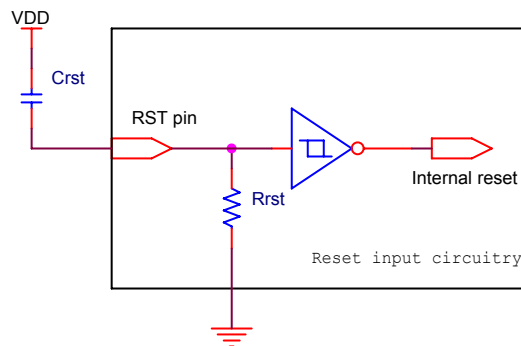 VDD
Crst
RST pin
Rrst
Internal reset
Reset input circuitry